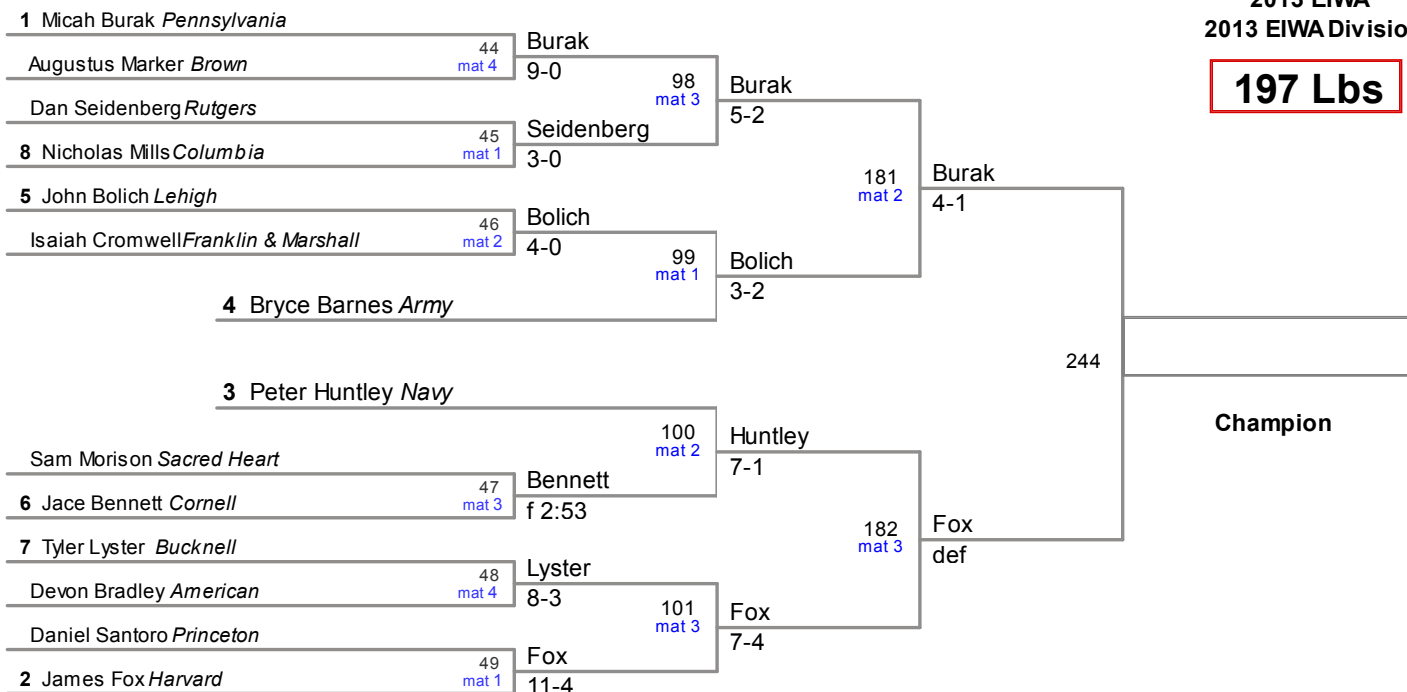 2013 EIWA
2013 EIWA Divisio
197 Lbs
1 Micah Burak Pennsylvania
44 Burak
Augustus Marker Brown
mat 4 9-0
98 Burak
mat 3 5-2
Dan Seidenberg Rutgers
45 Seidenberg
8 Nicholas Mills Columbia
mat 1 3-0
181 Burak
mat 2 4-1
5 John Bolich Lehigh
46 Bolich
Isaiah Cromwell Franklin & Marshall
mat 2 4-0
99 Bolich
mat 1 3-2
4 Bryce Barnes Army
244
3 Peter Huntley Navy
Champion
100 Huntley
mat 2 7-1
Sam Morison Sacred Heart
47 Bennett
6 Jace Bennett Cornell
mat 3 f 2:53
182 Fox
mat 3 def
7 Tyler Lyster Bucknell
48 Lyster
Devon Bradley American
mat 4 8-3
101 Fox
mat 3 7-4
Daniel Santoro Princeton
49 Fox
2 James Fox Harvard
mat 1 11-4